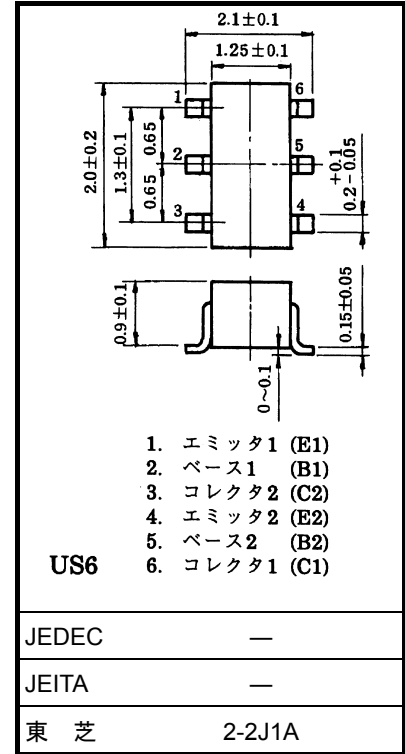 2.1±0.1
1.25±0.1
1
6
2
5
3
4
2.0±0.2
1.3±0.1
0.65
0.65
+0.1
0.2-0.05
0.9±0.1
0.15±0.05
0~0.1
1. エミッタ1 (E1)
2. ベース1 (B1)
3. コレクタ2 (C2)
4. エミッタ2 (E2)
5. ベース2 (B2)
US6 6. コレクタ1 (C1)
JEDEC —
JEITA —
東 芝 2-2J1A